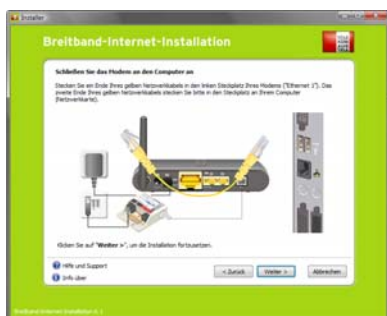 Installer
Breitband-Internet-Installation
Schließen Sie das Modem an den Computer an
Stecken Sie ein Ende Ihres gelben Netzwerkkabels in den linken Steckplatz Ihres Modems ("Ethernet 1"). Das
zweite Ende Ihres gelben Netzwerkkabels stecken Sie bitte in den Steckplatz an Ihrem Computer
(Netzwerkkarte).
Klicken Sie auf "Weiter >", um die Installation fortzusetzen.
Hilfe und Support
Info über
< Zurück
Weiter >
Abbrechen